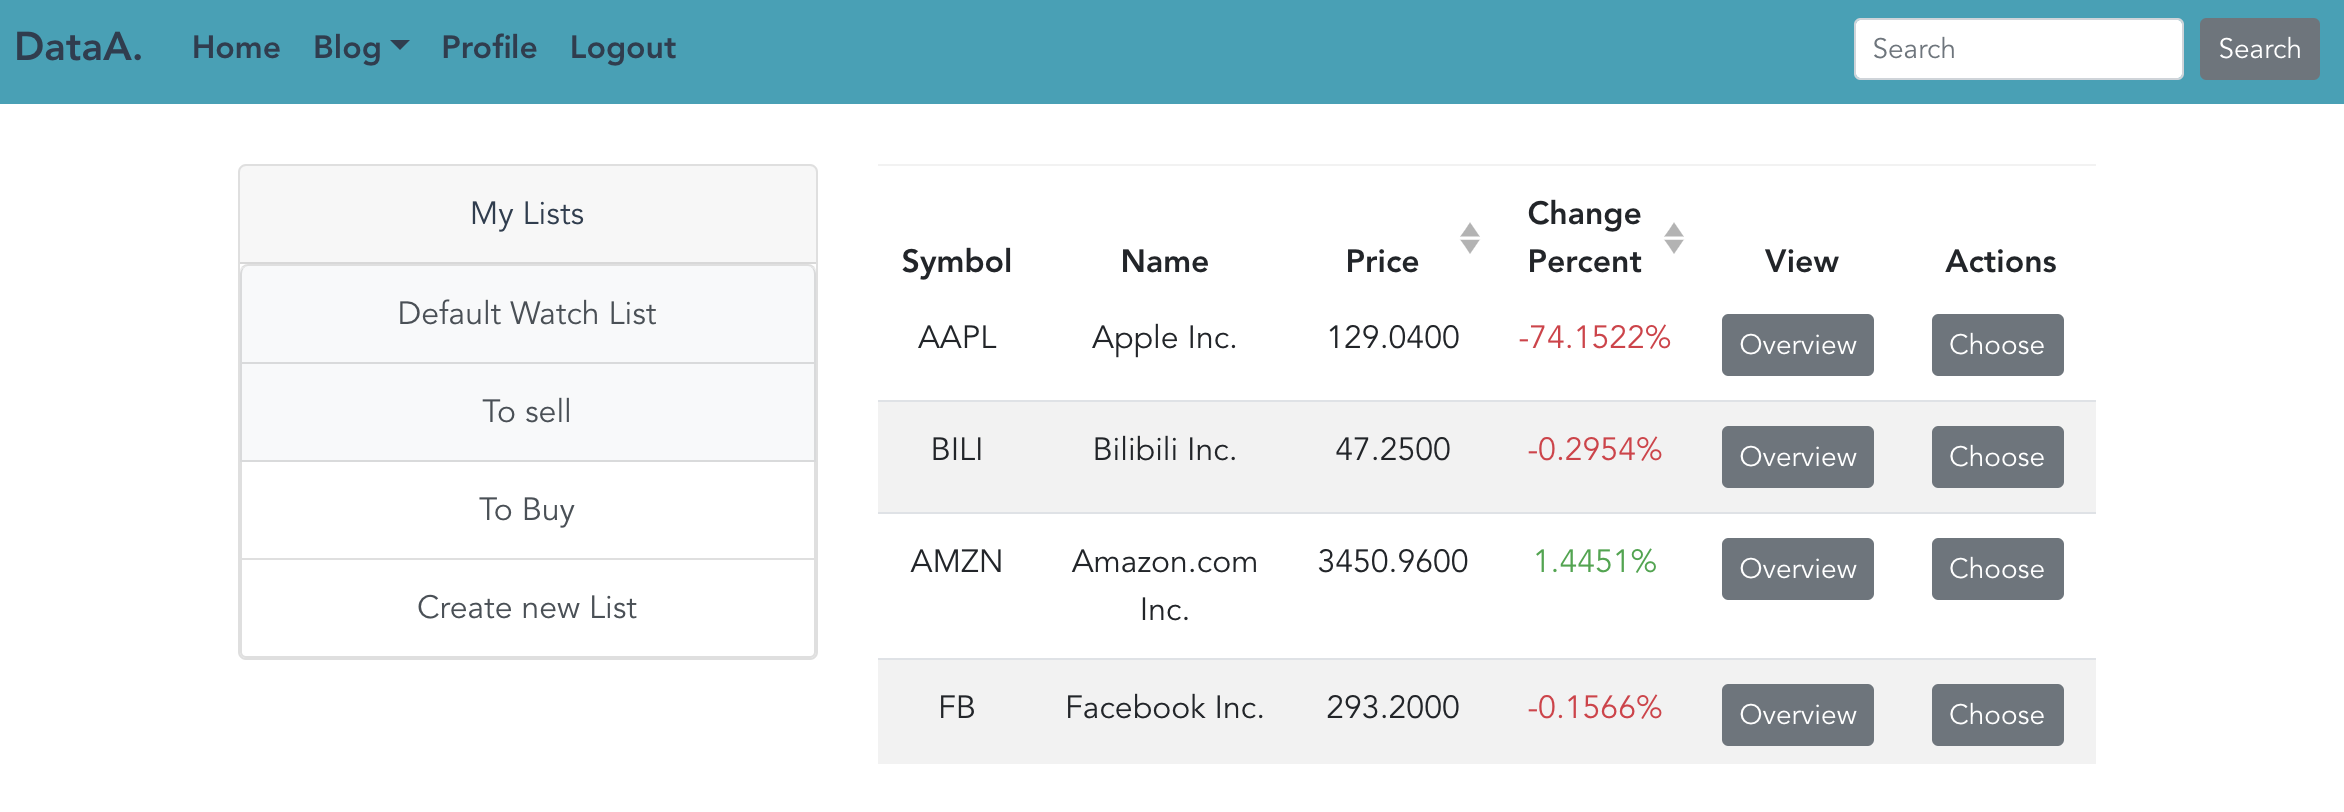 DataA. Home Blog Profile Logout Search Search
My Lists
Default Watch List
To sell
To Buy
Create new List
Symbol Name Price Change Percent View Actions
AAPL Apple Inc. 129.0400 -74.1522% Overview Choose
BILI Bilibili Inc. 47.2500 -0.2954% Overview Choose
AMZN Amazon.com Inc. 3450.9600 1.4451% Overview Choose
FB Facebook Inc. 293.2000 -0.1566% Overview Choose